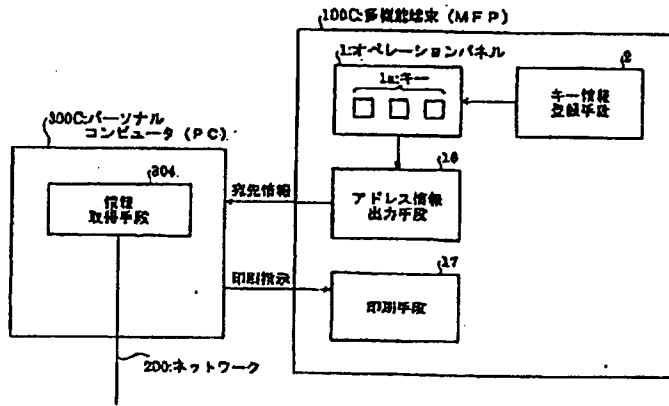 100C:多機能端末(MFP)
1:オペレーションパネル
1a:キー
2
キー情報
登録手段
300C:パーソナル
コンピュータ(PC)
304
情報
取得手段
宛先情報
16
アドレス情報
出力手段
印刷指示
17
印刷手段
200:ネットワーク